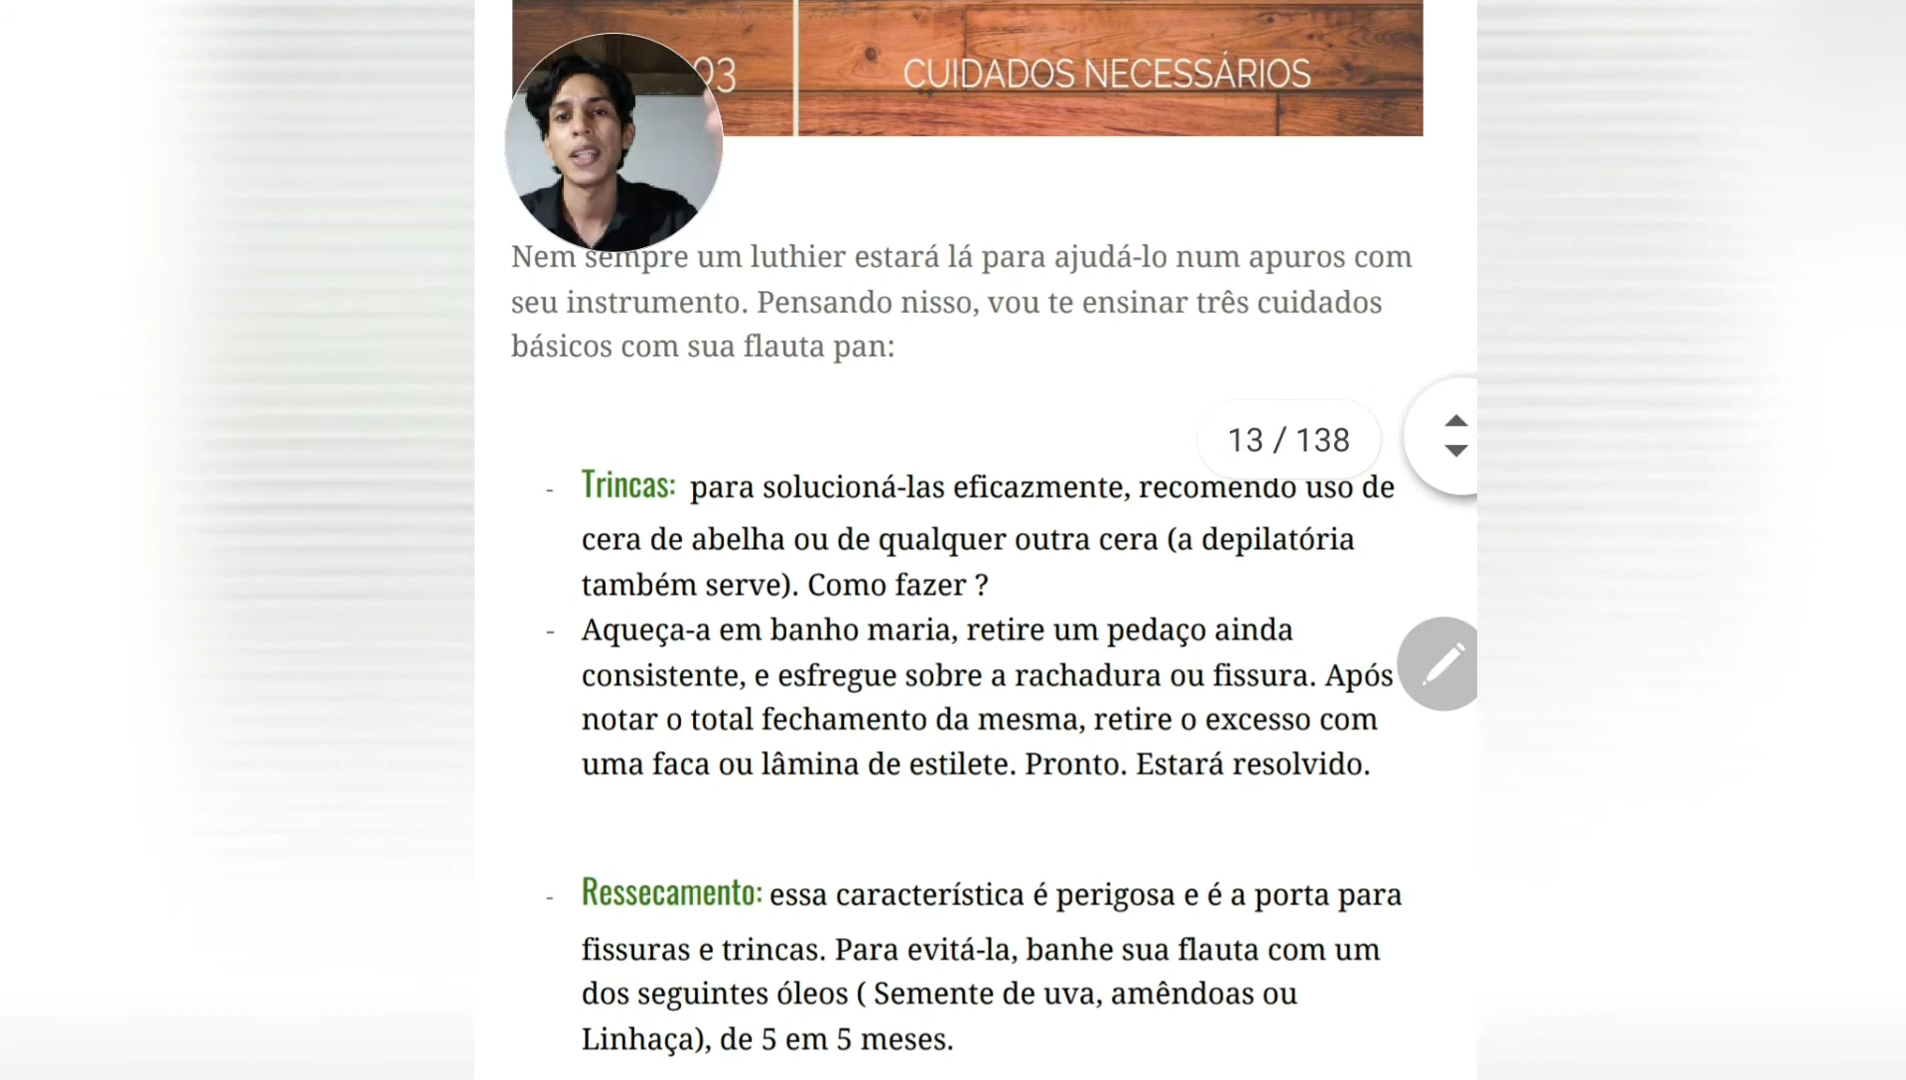 03
CUIDADOS NECESSÁRIOS
Nem sempre um luthier estará lá para ajudá-lo num apuros com
seu instrumento. Pensando nisso, vou te ensinar três cuidados
básicos com sua flauta pan:
13 / 138
- Trincas: para solucioná-las eficazmente, recomendo uso de
cera de abelha ou de qualquer outra cera (a depilatória
também serve). Como fazer ?
- Aqueça-a em banho maria, retire um pedaço ainda
consistente, e esfregue sobre a rachadura ou fissura. Após
notar o total fechamento da mesma, retire o excesso com
uma faca ou lâmina de estilete. Pronto. Estará resolvido.
- Ressecamento: essa característica é perigosa e é a porta para
fissuras e trincas. Para evitá-la, banhe sua flauta com um
dos seguintes óleos ( Semente de uva, amêndoas ou
Linhaça), de 5 em 5 meses.